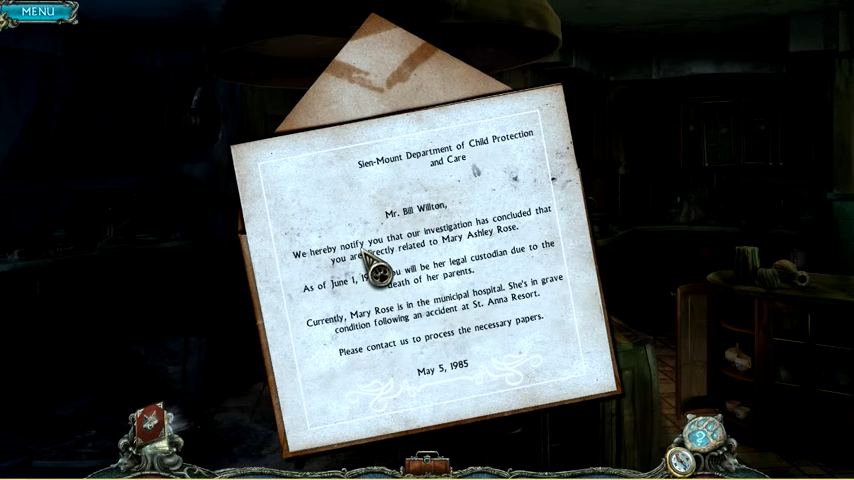 MENU
Sien-Mount Department of Child Protection
and Care
Mr. Bill Willton,
We hereby notify you that our investigation has concluded that
you are directly related to Mary Ashley Rose.
As of June 1, you will be her legal custodian due to the
death of her parents.
Currently, Mary Rose is in the municipal hospital. She's in grave
condition following an accident at St. Anna Resort.
Please contact us to process the necessary papers.
May 5, 1985